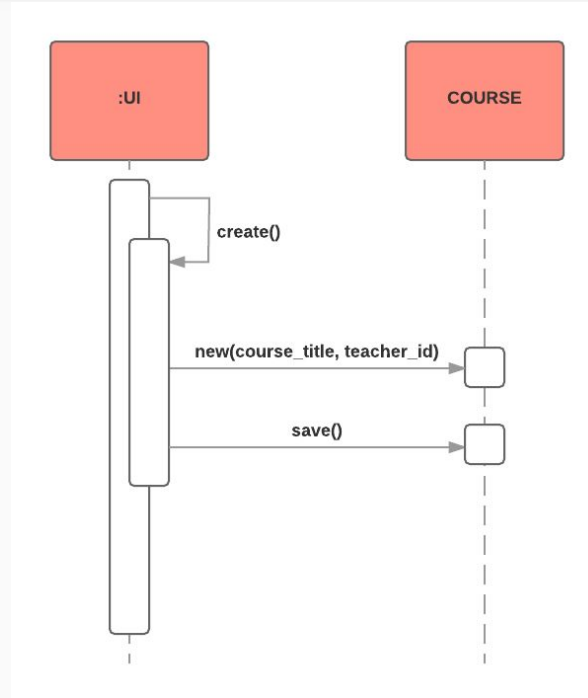 :UI
COURSE
create()
new(course_title, teacher_id)
save()